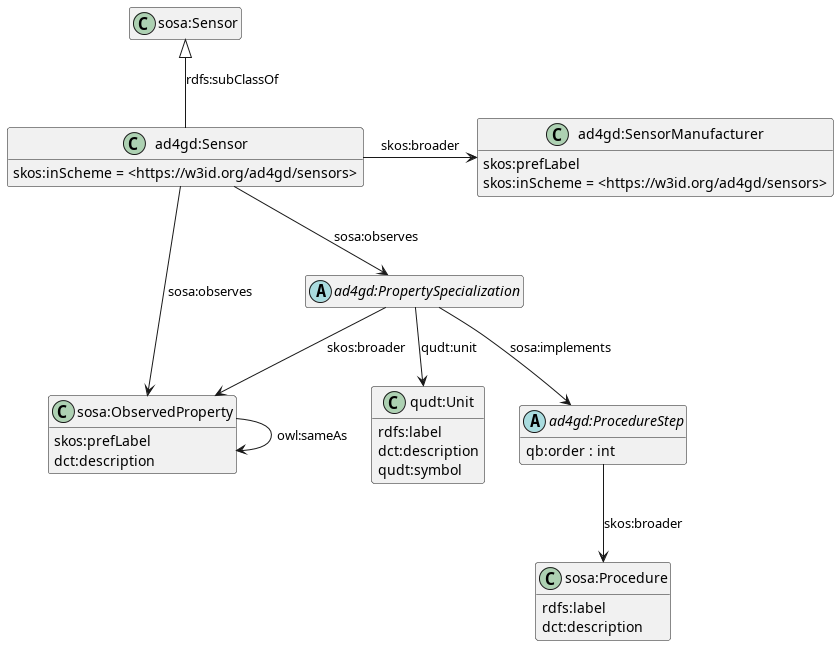 C sosa:Sensor
rdfs:subClassOf
C ad4gd:Sensor
skos:inScheme = <https://w3id.org/ad4gd/sensors>
skos:broader
C ad4gd:SensorManufacturer
skos:prefLabel
skos:inScheme = <https://w3id.org/ad4gd/sensors>
sosa:observes
sosa:observes
A ad4gd:PropertySpecialization
skos:broader
qudt:unit
sosa:implements
C sosa:ObservedProperty
skos:prefLabel
dct:description
owl:sameAs
C qudt:Unit
rdfs:label
dct:description
qudt:symbol
A ad4gd:ProcedureStep
qb:order : int
skos:broader
C sosa:Procedure
rdfs:label
dct:description